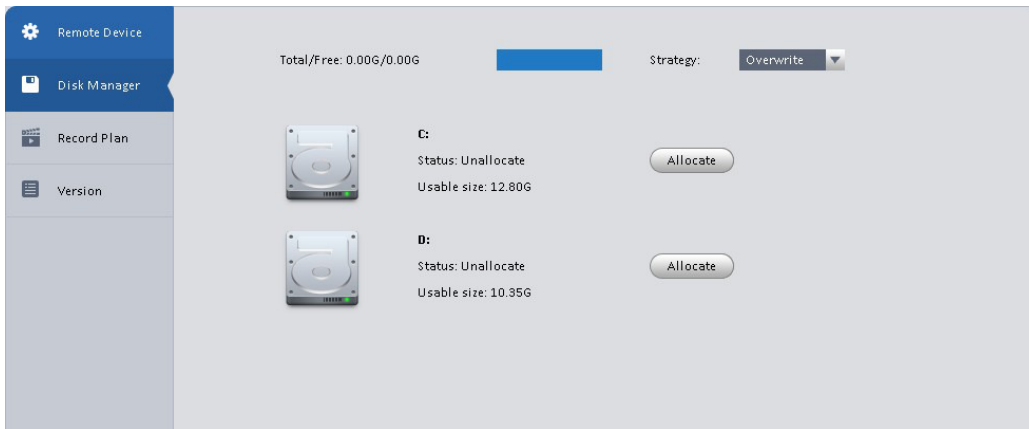 Remote Device
Disk Manager
Record Plan
Version
Total/Free: 0.00G/0.00G
Strategy: Overwrite
C:
Status: Unallocate
Allocate
Usable size: 12.80G
D:
Status: Unallocate
Allocate
Usable size: 10.35G